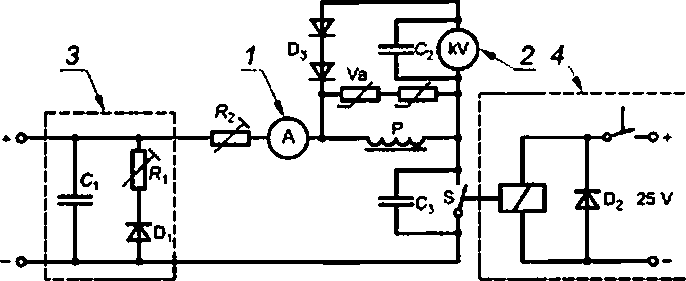 3
1
2
4
D₃
C₂
kV
Va
R₂
A
P
+
C₁
R₁
D₁
C₃
S
D₂
25 V
+
−
−